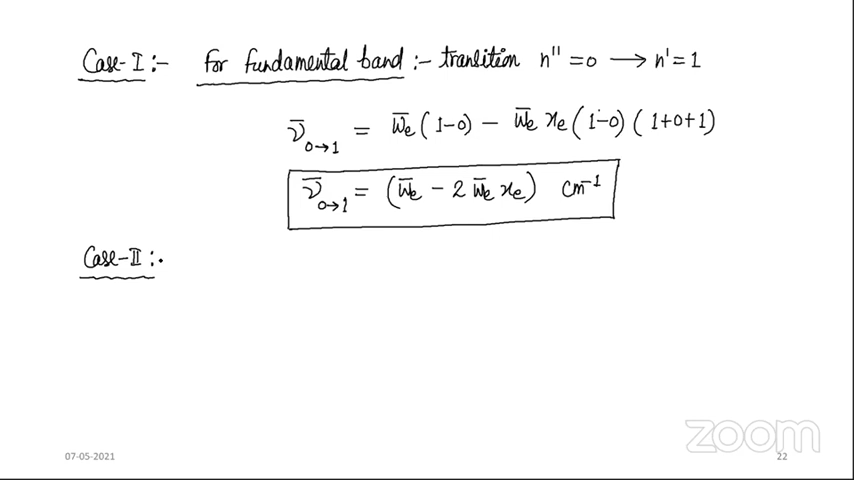 Case-I :- For fundamental band :- transition n'' = 0 → n' = 1
ν̄₀→₁ = w̄e (1-0) - w̄e xe (1-0) (1+0+1)
ν̄₀→₁ = (w̄e - 2 w̄e xe) cm⁻¹
Case-II :-
zoom
07-05-2021 22